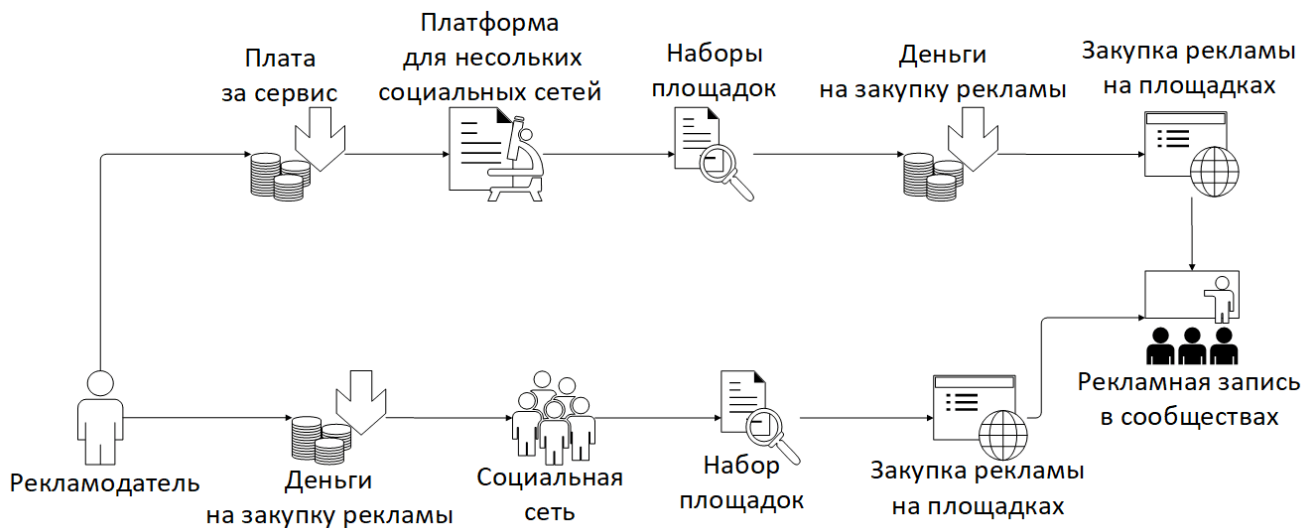 Плата
за сервис
Платформа
для несольких
социальных сетей
Наборы
площадок
Деньги
на закупку рекламы
Закупка рекламы
на площадках
Рекламодатель
Деньги
на закупку рекламы
Социальная
сеть
Набор
площадок
Закупка рекламы
на площадках
Рекламная запись
в сообществах